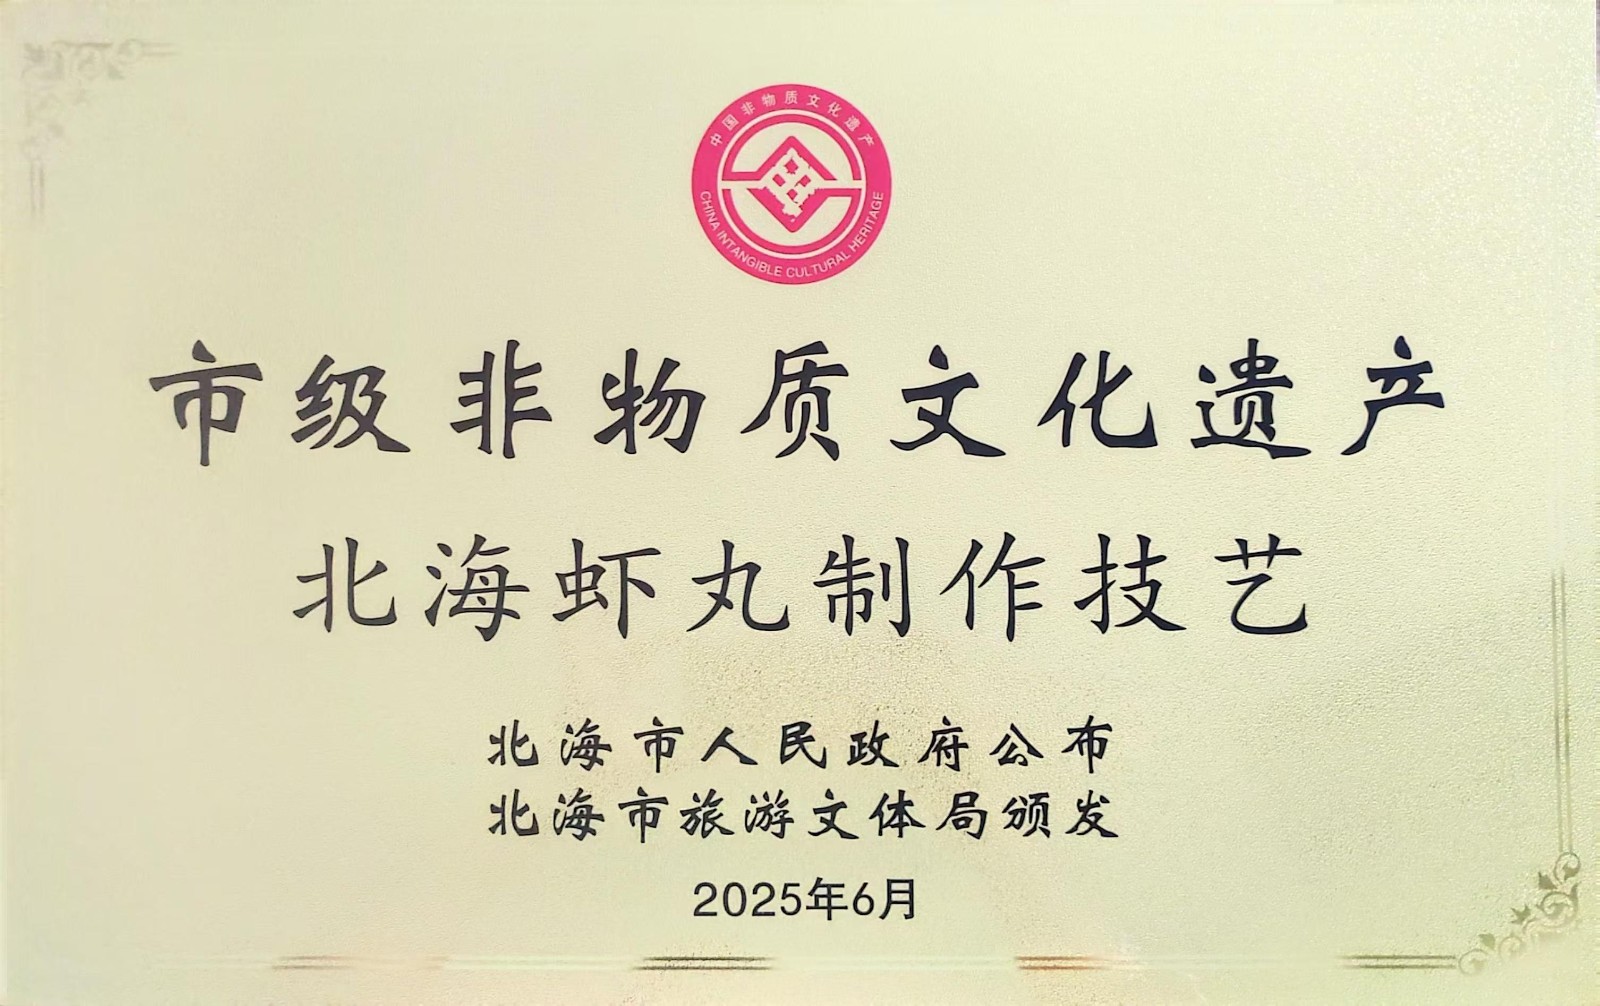 中国非物质文化遗产
CHINA INTANGIBLE CULTURAL HERITAGE
市级非物质文化遗产
北海虾丸制作技艺
北海市人民政府公布
北海市旅游文体局颁发
2025年6月